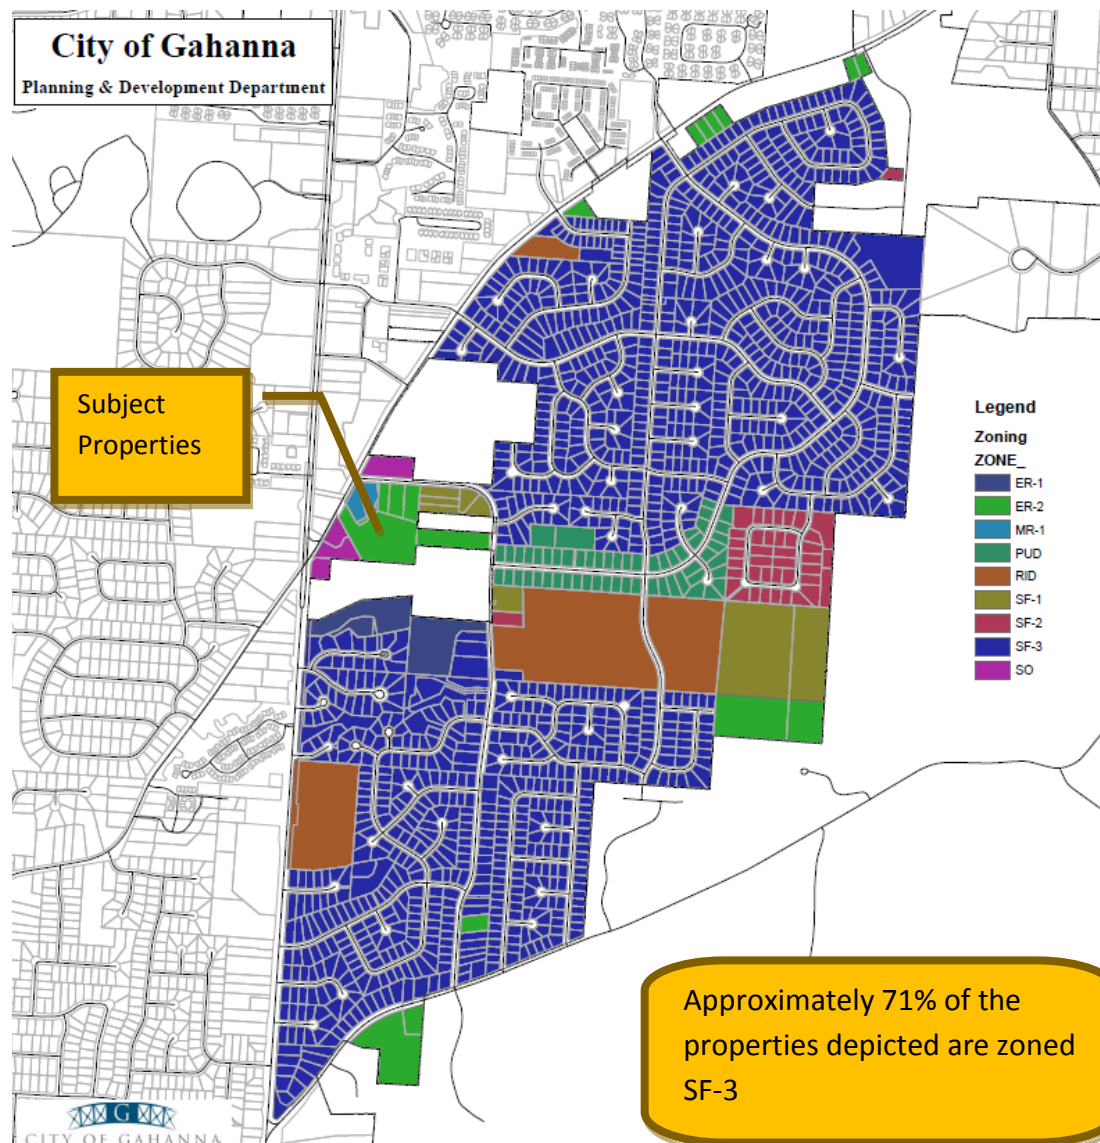 City of Gahanna
Planning & Development Department
Subject
Properties
Legend
Zoning
ZONE_
ER-1
ER-2
MR-1
PUD
RID
SF-1
SF-2
SF-3
SO
Approximately 71% of the
properties depicted are zoned
SF-3
G
CITY OF GAHANNA